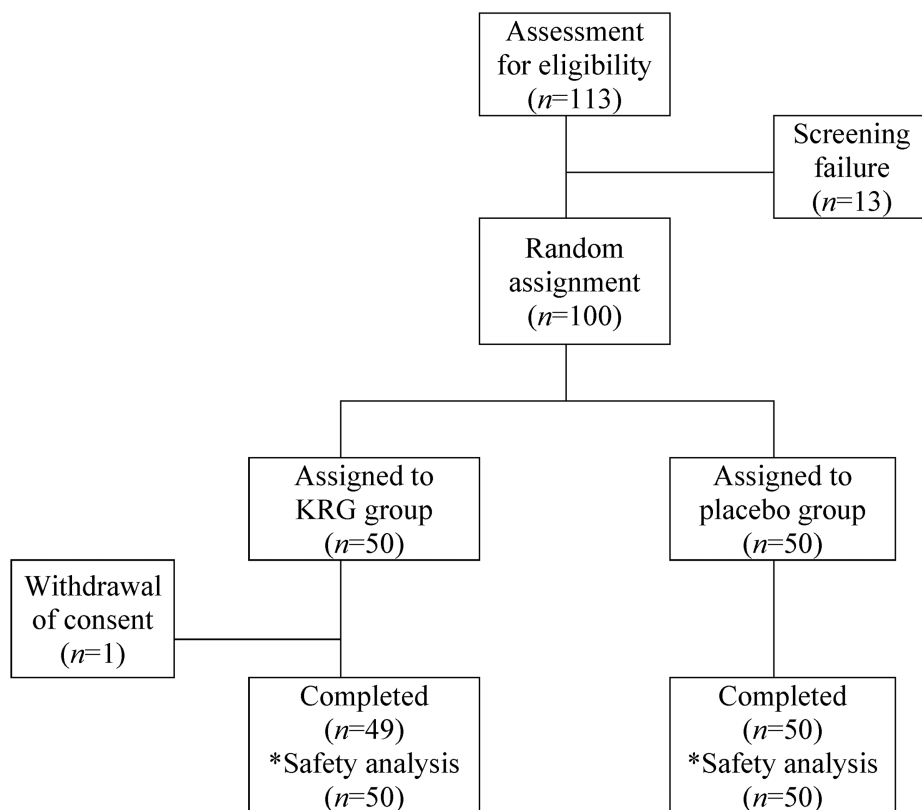 Assessment
for eligibility
(n=113)
Screening
failure
(n=13)
Random
assignment
(n=100)
Assigned to
KRG group
(n=50)
Assigned to
placebo group
(n=50)
Withdrawal
of consent
(n=1)
Completed
(n=49)
*Safety analysis
(n=50)
Completed
(n=50)
*Safety analysis
(n=50)